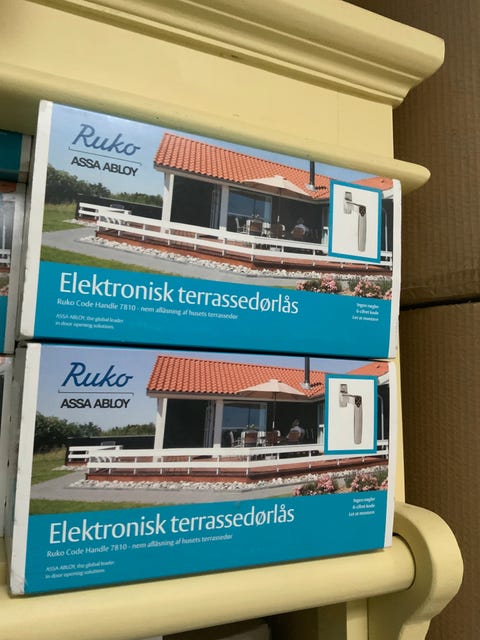 Ruko
ASSA ABLOY
Elektronisk terrassedørlås
Ruko Code Handle 7810 - nem aflåsning af husets terrassedør
ASSA ABLOY, the global leader
in door opening solutions
Ingen nøgler
6-cifret kode
Let at montere
Ruko
ASSA ABLOY
Elektronisk terrassedørlås
Ruko Code Handle 7810 - nem aflåsning af husets terrassedør
ASSA ABLOY, the global leader
in door opening solutions
Ingen nøgler
6-cifret kode
Let at montere